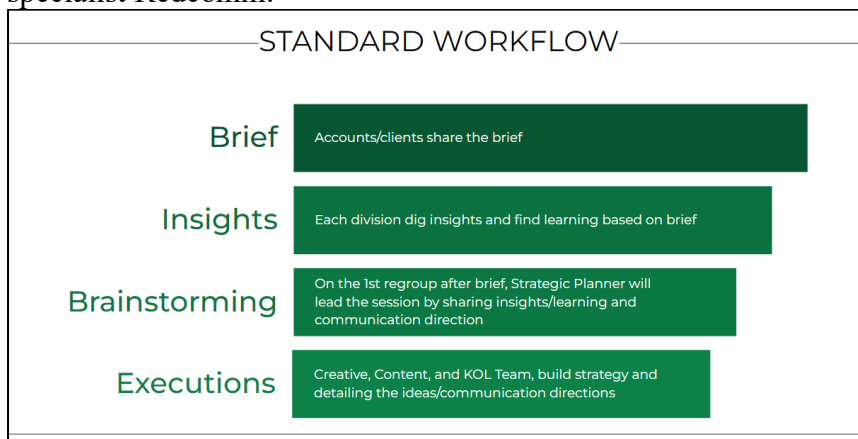 specialist Redcomm.
STANDARD WORKFLOW
Brief
Accounts/clients share the brief
Insights
Each division dig insights and find learning based on brief
Brainstorming
On the 1st regroup after brief, Strategic Planner will
lead the session by sharing insights/learning and
communication direction
Executions
Creative, Content, and KOL Team, build strategy and
detailing the ideas/communication directions